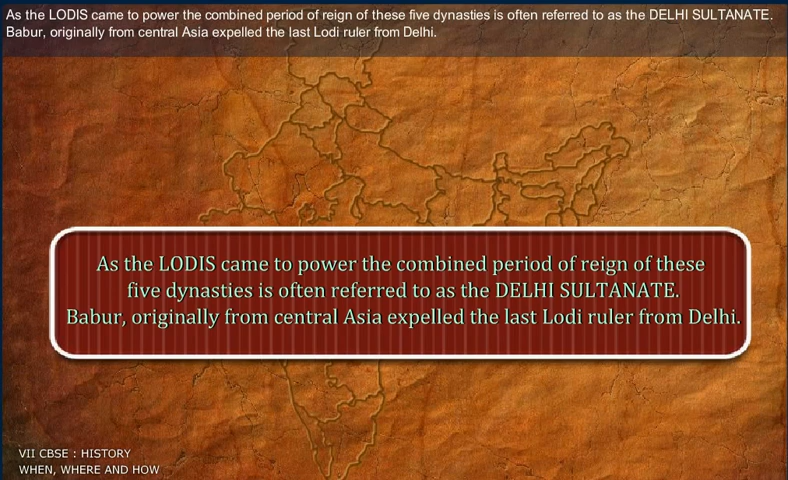 As the LODIS came to power the combined period of reign of these five dynasties is often referred to as the DELHI SULTANATE.
Babur, originally from central Asia expelled the last Lodi ruler from Delhi.
As the LODIS came to power the combined period of reign of these
five dynasties is often referred to as the DELHI SULTANATE.
Babur, originally from central Asia expelled the last Lodi ruler from Delhi.
VII CBSE : HISTORY
WHEN, WHERE AND HOW